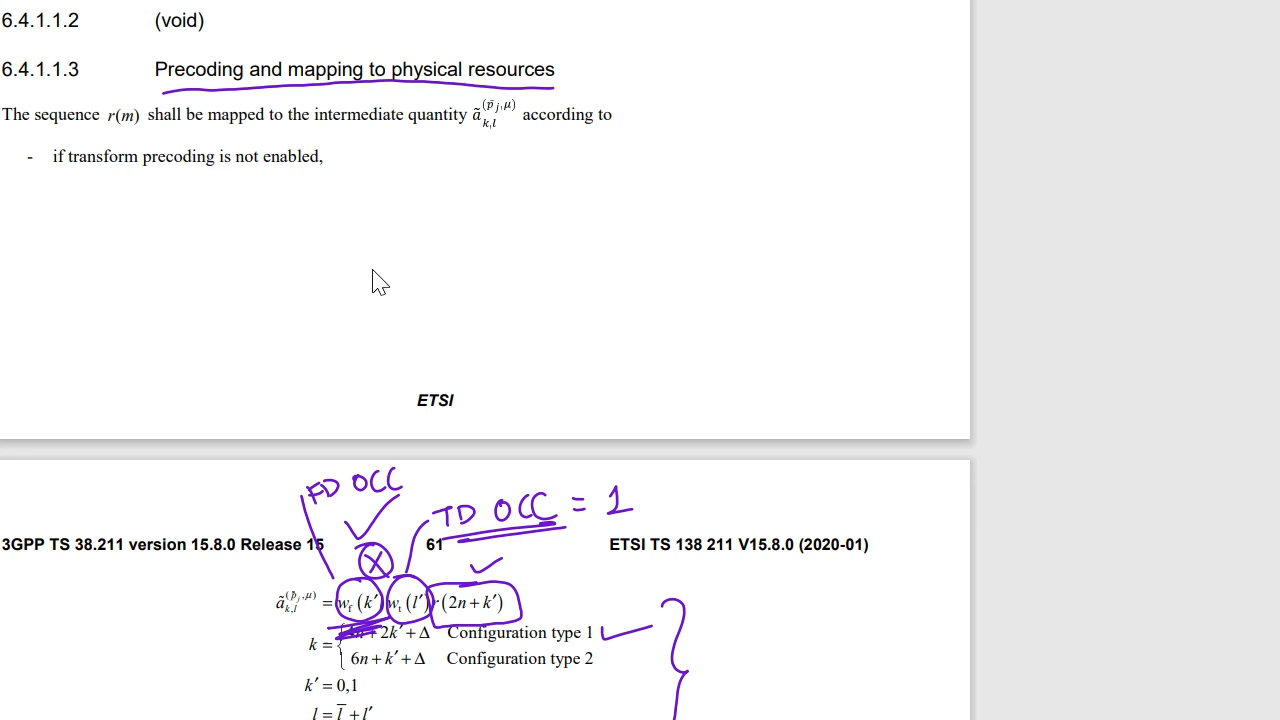 6.4.1.1.2 (void)
6.4.1.1.3 Precoding and mapping to physical resources
The sequence r(m) shall be mapped to the intermediate quantity ã_{k,l}^{(p̃_j,μ)} according to
- if transform precoding is not enabled,
ETSI
FD OCC
TD OCC = 1
3GPP TS 38.211 version 15.8.0 Release 15 61 ETSI TS 138 211 V15.8.0 (2020-01)
X
ã_{k,l}^{(p̃_j,μ)} = w_f(k′) w_t(l′) r(2n + k′)
k = { 4n + 2k′ + Δ Configuration type 1
6n + k′ + Δ Configuration type 2
k′ = 0,1
l = l̅ + l′